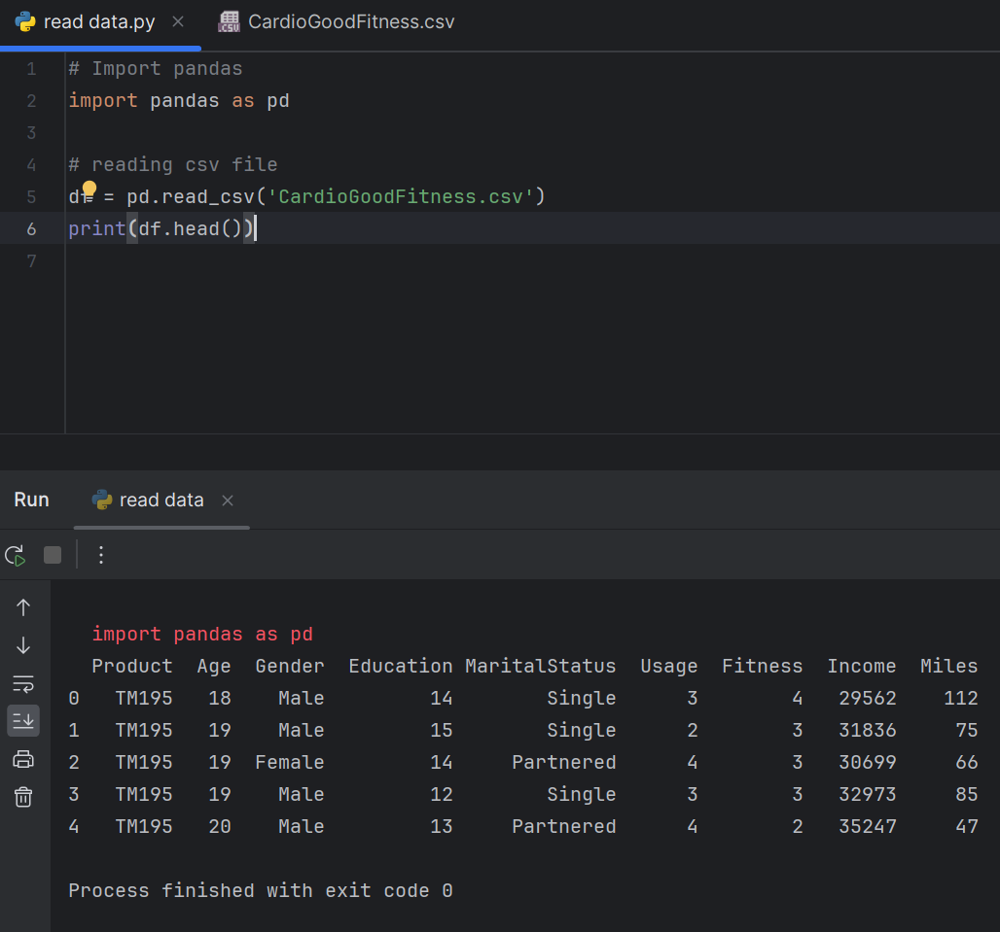 read data.py CardioGoodFitness.csv
1 # Import pandas
2 import pandas as pd
3
4 # reading csv file
5 df = pd.read_csv('CardioGoodFitness.csv')
6 print(df.head())
7
Run read data
import pandas as pd
Product Age Gender Education MaritalStatus Usage Fitness Income Miles
0 TM195 18 Male 14 Single 3 4 29562 112
1 TM195 19 Male 15 Single 2 3 31836 75
2 TM195 19 Female 14 Partnered 4 3 30699 66
3 TM195 19 Male 12 Single 3 3 32973 85
4 TM195 20 Male 13 Partnered 4 2 35247 47
Process finished with exit code 0